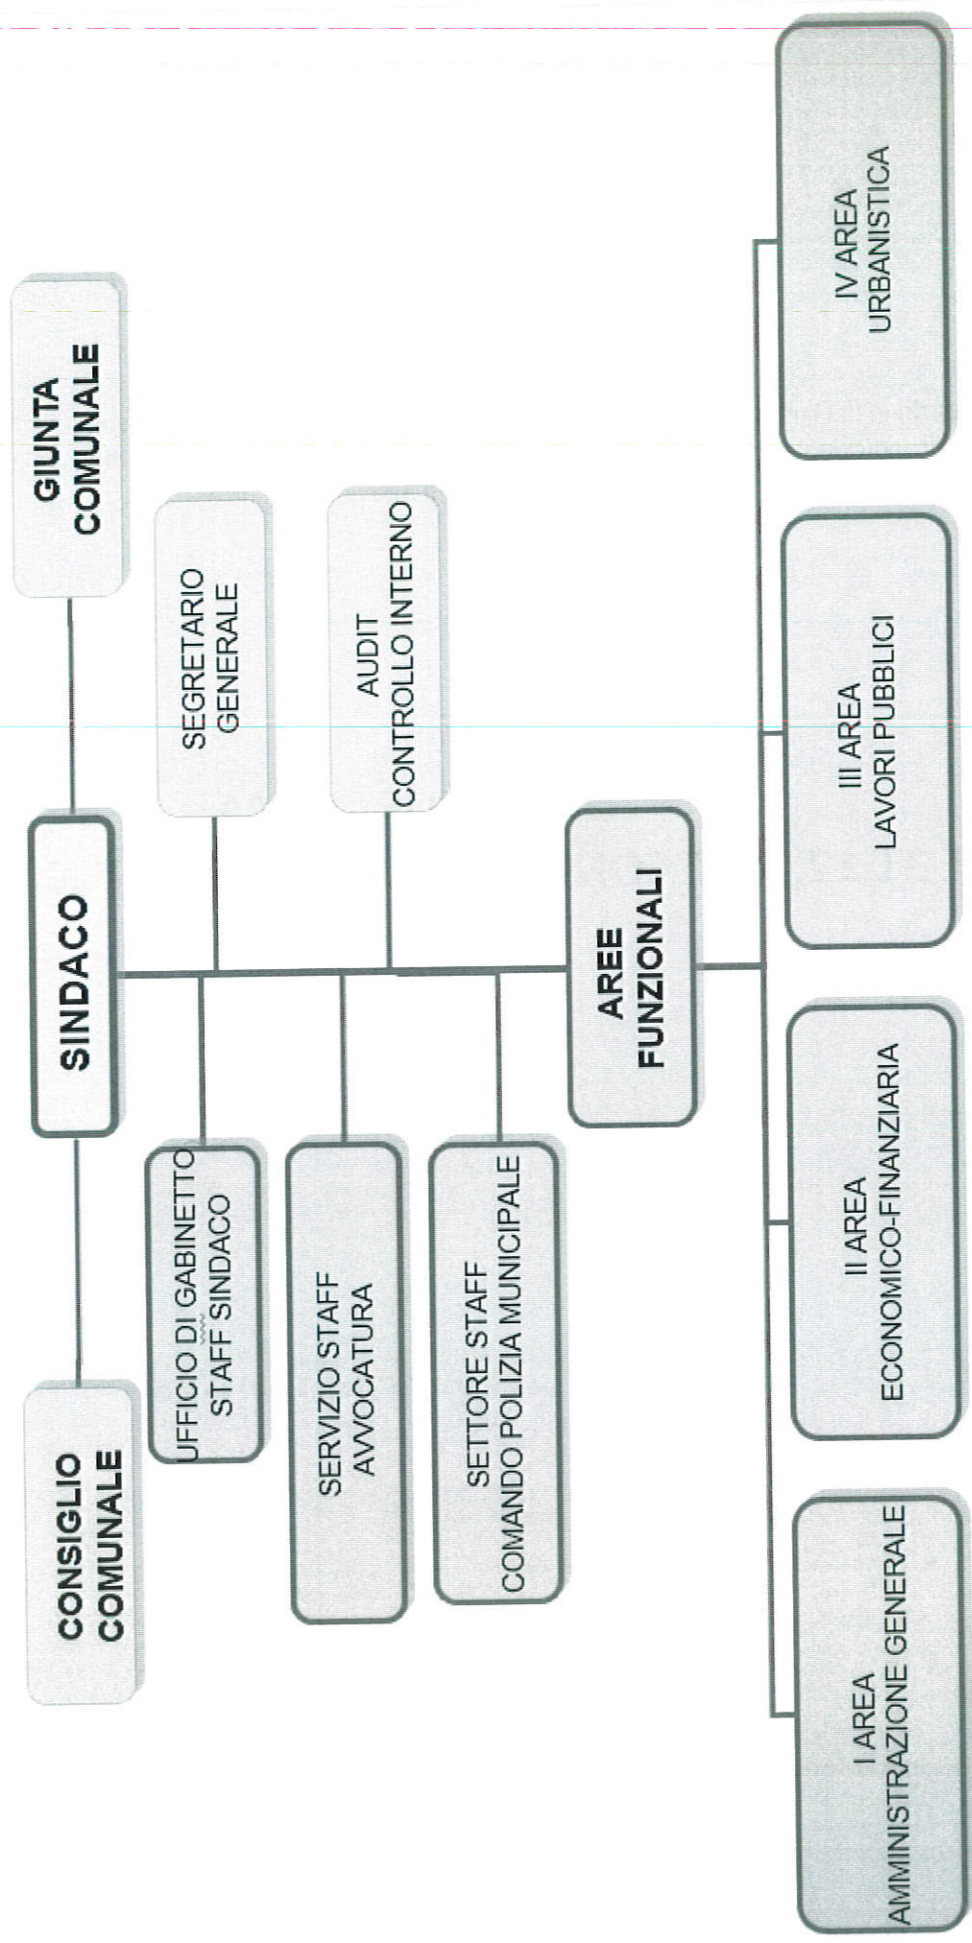 CONSIGLIO
COMUNALE
SINDACO
GIUNTA
COMUNALE
UFFICIO DI GABINETTO
STAFF SINDACO
SEGRETARIO
GENERALE
SERVIZIO STAFF
AVVOCATURA
AUDIT
CONTROLLO INTERNO
SETTORE STAFF
COMANDO POLIZIA MUNICIPALE
AREE
FUNZIONALI
I AREA
AMMINISTRAZIONE GENERALE
II AREA
ECONOMICO-FINANZIARIA
III AREA
LAVORI PUBBLICI
IV AREA
URBANISTICA